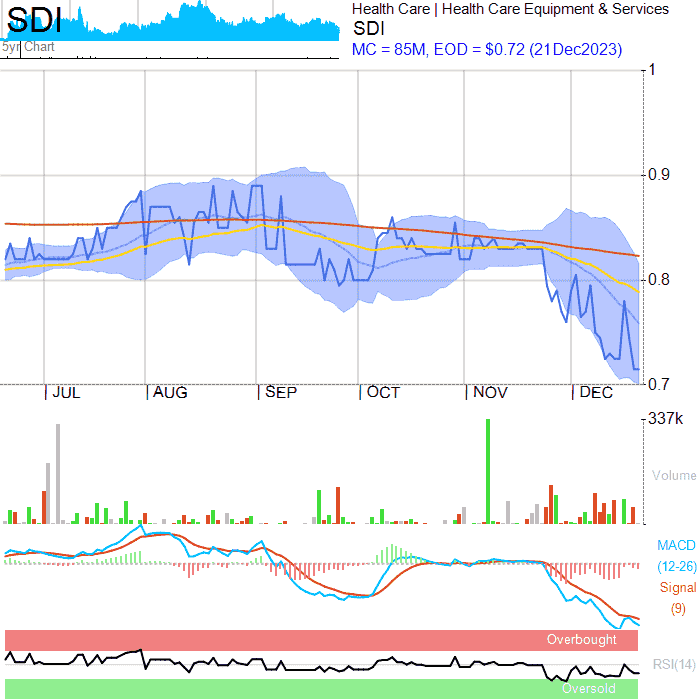 SDI
5yr Chart
Health Care | Health Care Equipment & Services
SDI
MC = 85M, EOD = $0.72 (21Dec2023)
1
0.9
0.8
0.7
JUL AUG SEP OCT NOV DEC
337k
Volume
MACD
(12-26)
Signal
(9)
Overbought
RSI(14)
Oversold